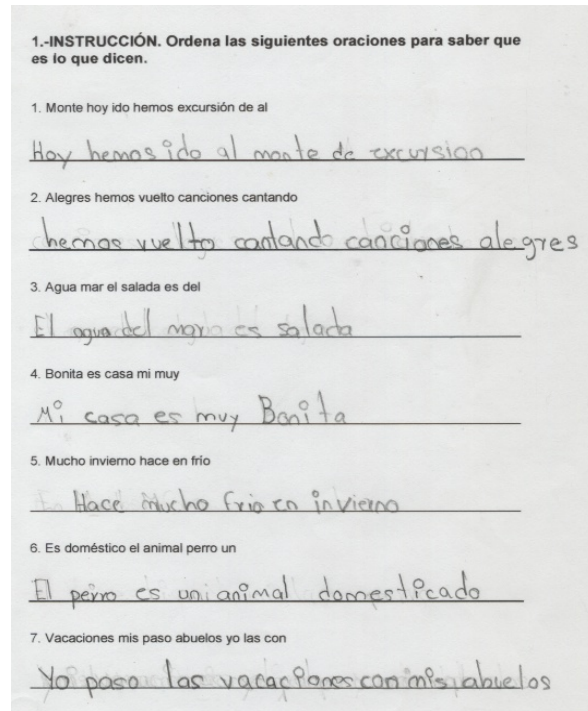 1.-INSTRUCCIÓN. Ordena las siguientes oraciones para saber que
es lo que dicen.
1. Monte hoy ido hemos excursión de al
Hoy hemos ido al monte de excursion
2. Alegres hemos vuelto canciones cantando
hemos vuelto cantando canciones alegres
3. Agua mar el salada es del
El agua del mar es salada
4. Bonita es casa mi muy
Mi casa es muy Bonita
5. Mucho invierno hace en frío
Hace Mucho frio en invierno
6. Es doméstico el animal perro un
El perro es un animal domesticado
7. Vacaciones mis paso abuelos yo las con
Yo paso las vacaciones con mis abuelos